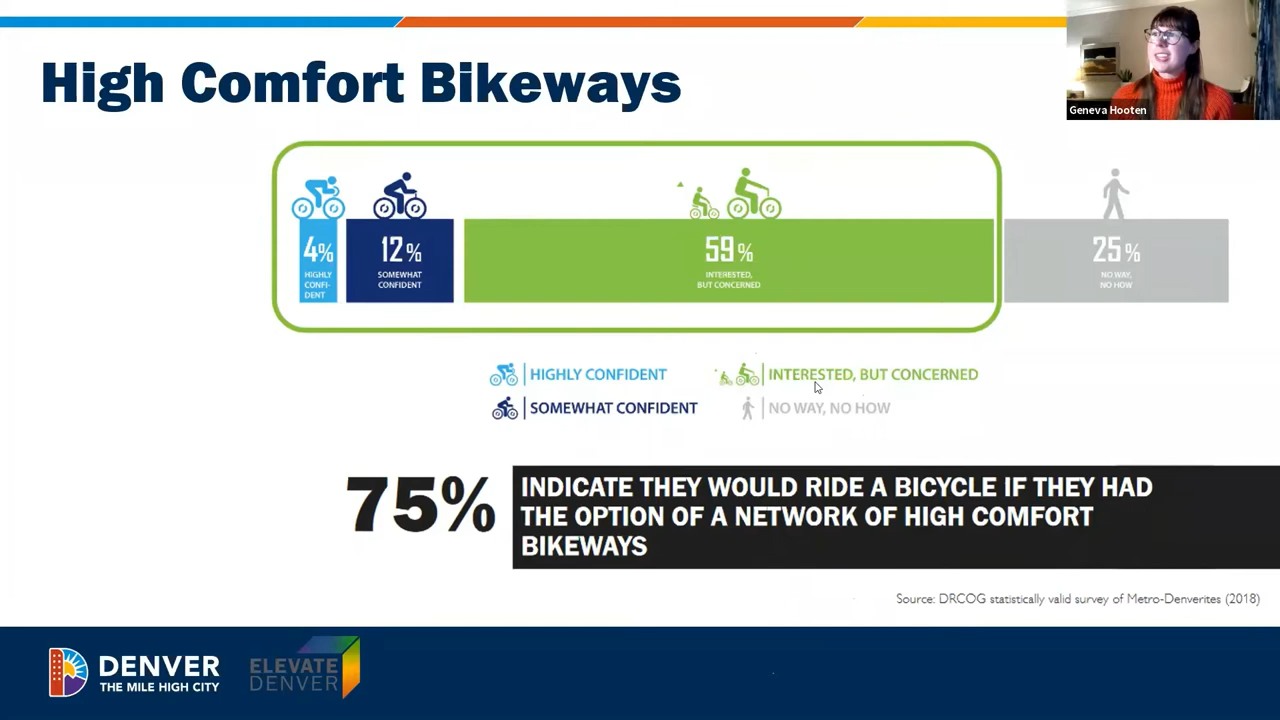 High Comfort Bikeways
Geneva Hooten
4%
HIGHLY
CONFI-
DENT
12%
SOMEWHAT
CONFIDENT
59%
INTERESTED,
BUT CONCERNED
25%
NO WAY,
NO HOW
HIGHLY CONFIDENT
INTERESTED, BUT CONCERNED
SOMEWHAT CONFIDENT
NO WAY, NO HOW
75%
INDICATE THEY WOULD RIDE A BICYCLE IF THEY HAD
THE OPTION OF A NETWORK OF HIGH COMFORT
BIKEWAYS
Source: DRCOG statistically valid survey of Metro-Denverites (2018)
DENVER
THE MILE HIGH CITY
ELEVATE
DENVER